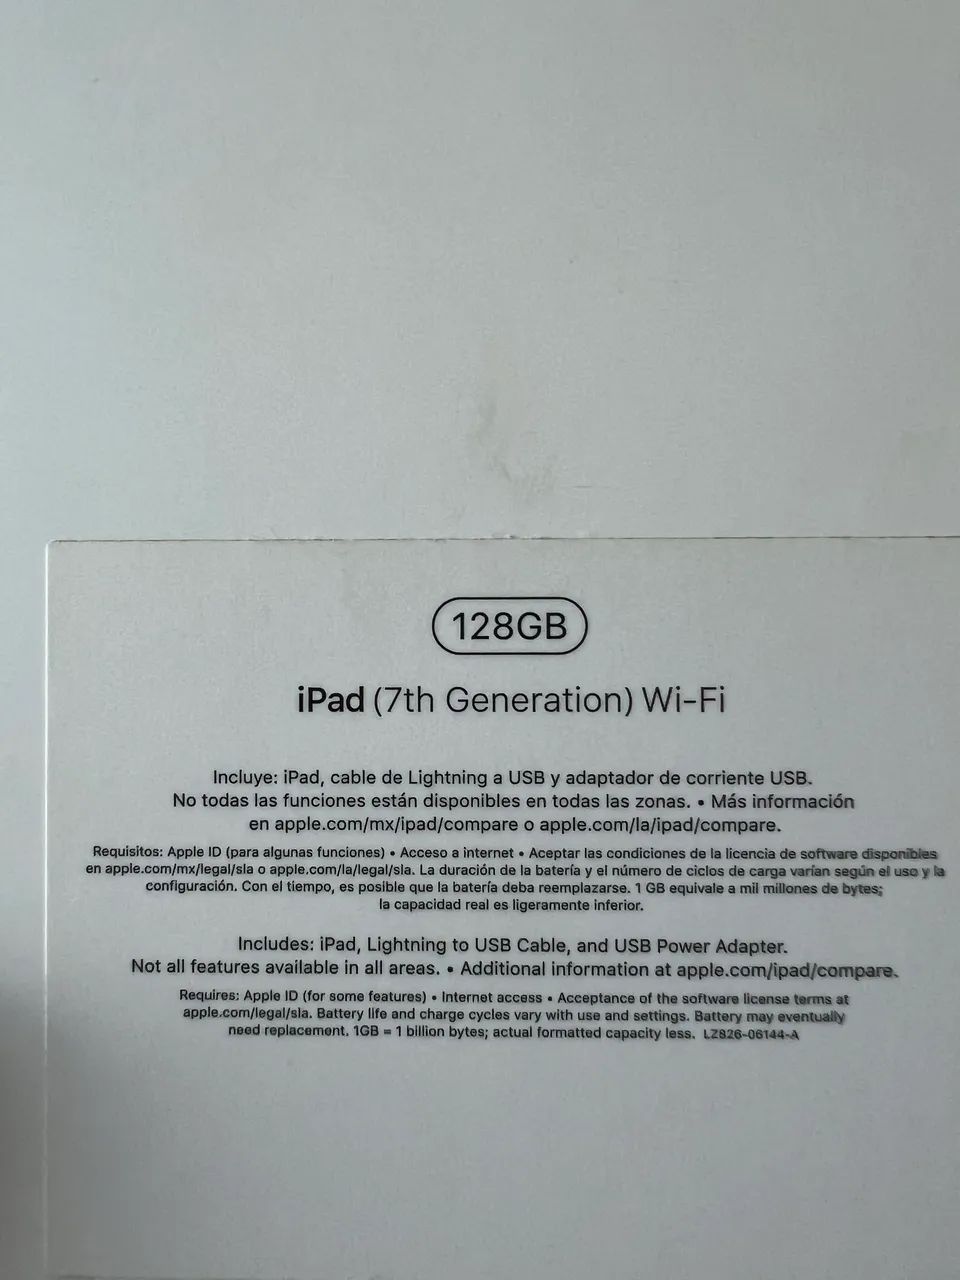 128GB
iPad (7th Generation) Wi-Fi
Incluye: iPad, cable de Lightning a USB y adaptador de corriente USB.
No todas las funciones están disponibles en todas las zonas. • Más información
en apple.com/mx/ipad/compare o apple.com/la/ipad/compare.
Requisitos: Apple ID (para algunas funciones) • Acceso a internet • Aceptar las condiciones de la licencia de software disponibles
en apple.com/mx/legal/sla o apple.com/la/legal/sla. La duración de la batería y el número de ciclos de carga varían según el uso y la
configuración. Con el tiempo, es posible que la batería deba reemplazarse. 1 GB equivale a mil millones de bytes;
la capacidad real es ligeramente inferior.
Includes: iPad, Lightning to USB Cable, and USB Power Adapter.
Not all features available in all areas. • Additional information at apple.com/ipad/compare.
Requires: Apple ID (for some features) • Internet access • Acceptance of the software license terms at
apple.com/legal/sla. Battery life and charge cycles vary with use and settings. Battery may eventually
need replacement. 1GB = 1 billion bytes; actual formatted capacity less. LZ826-06144-A